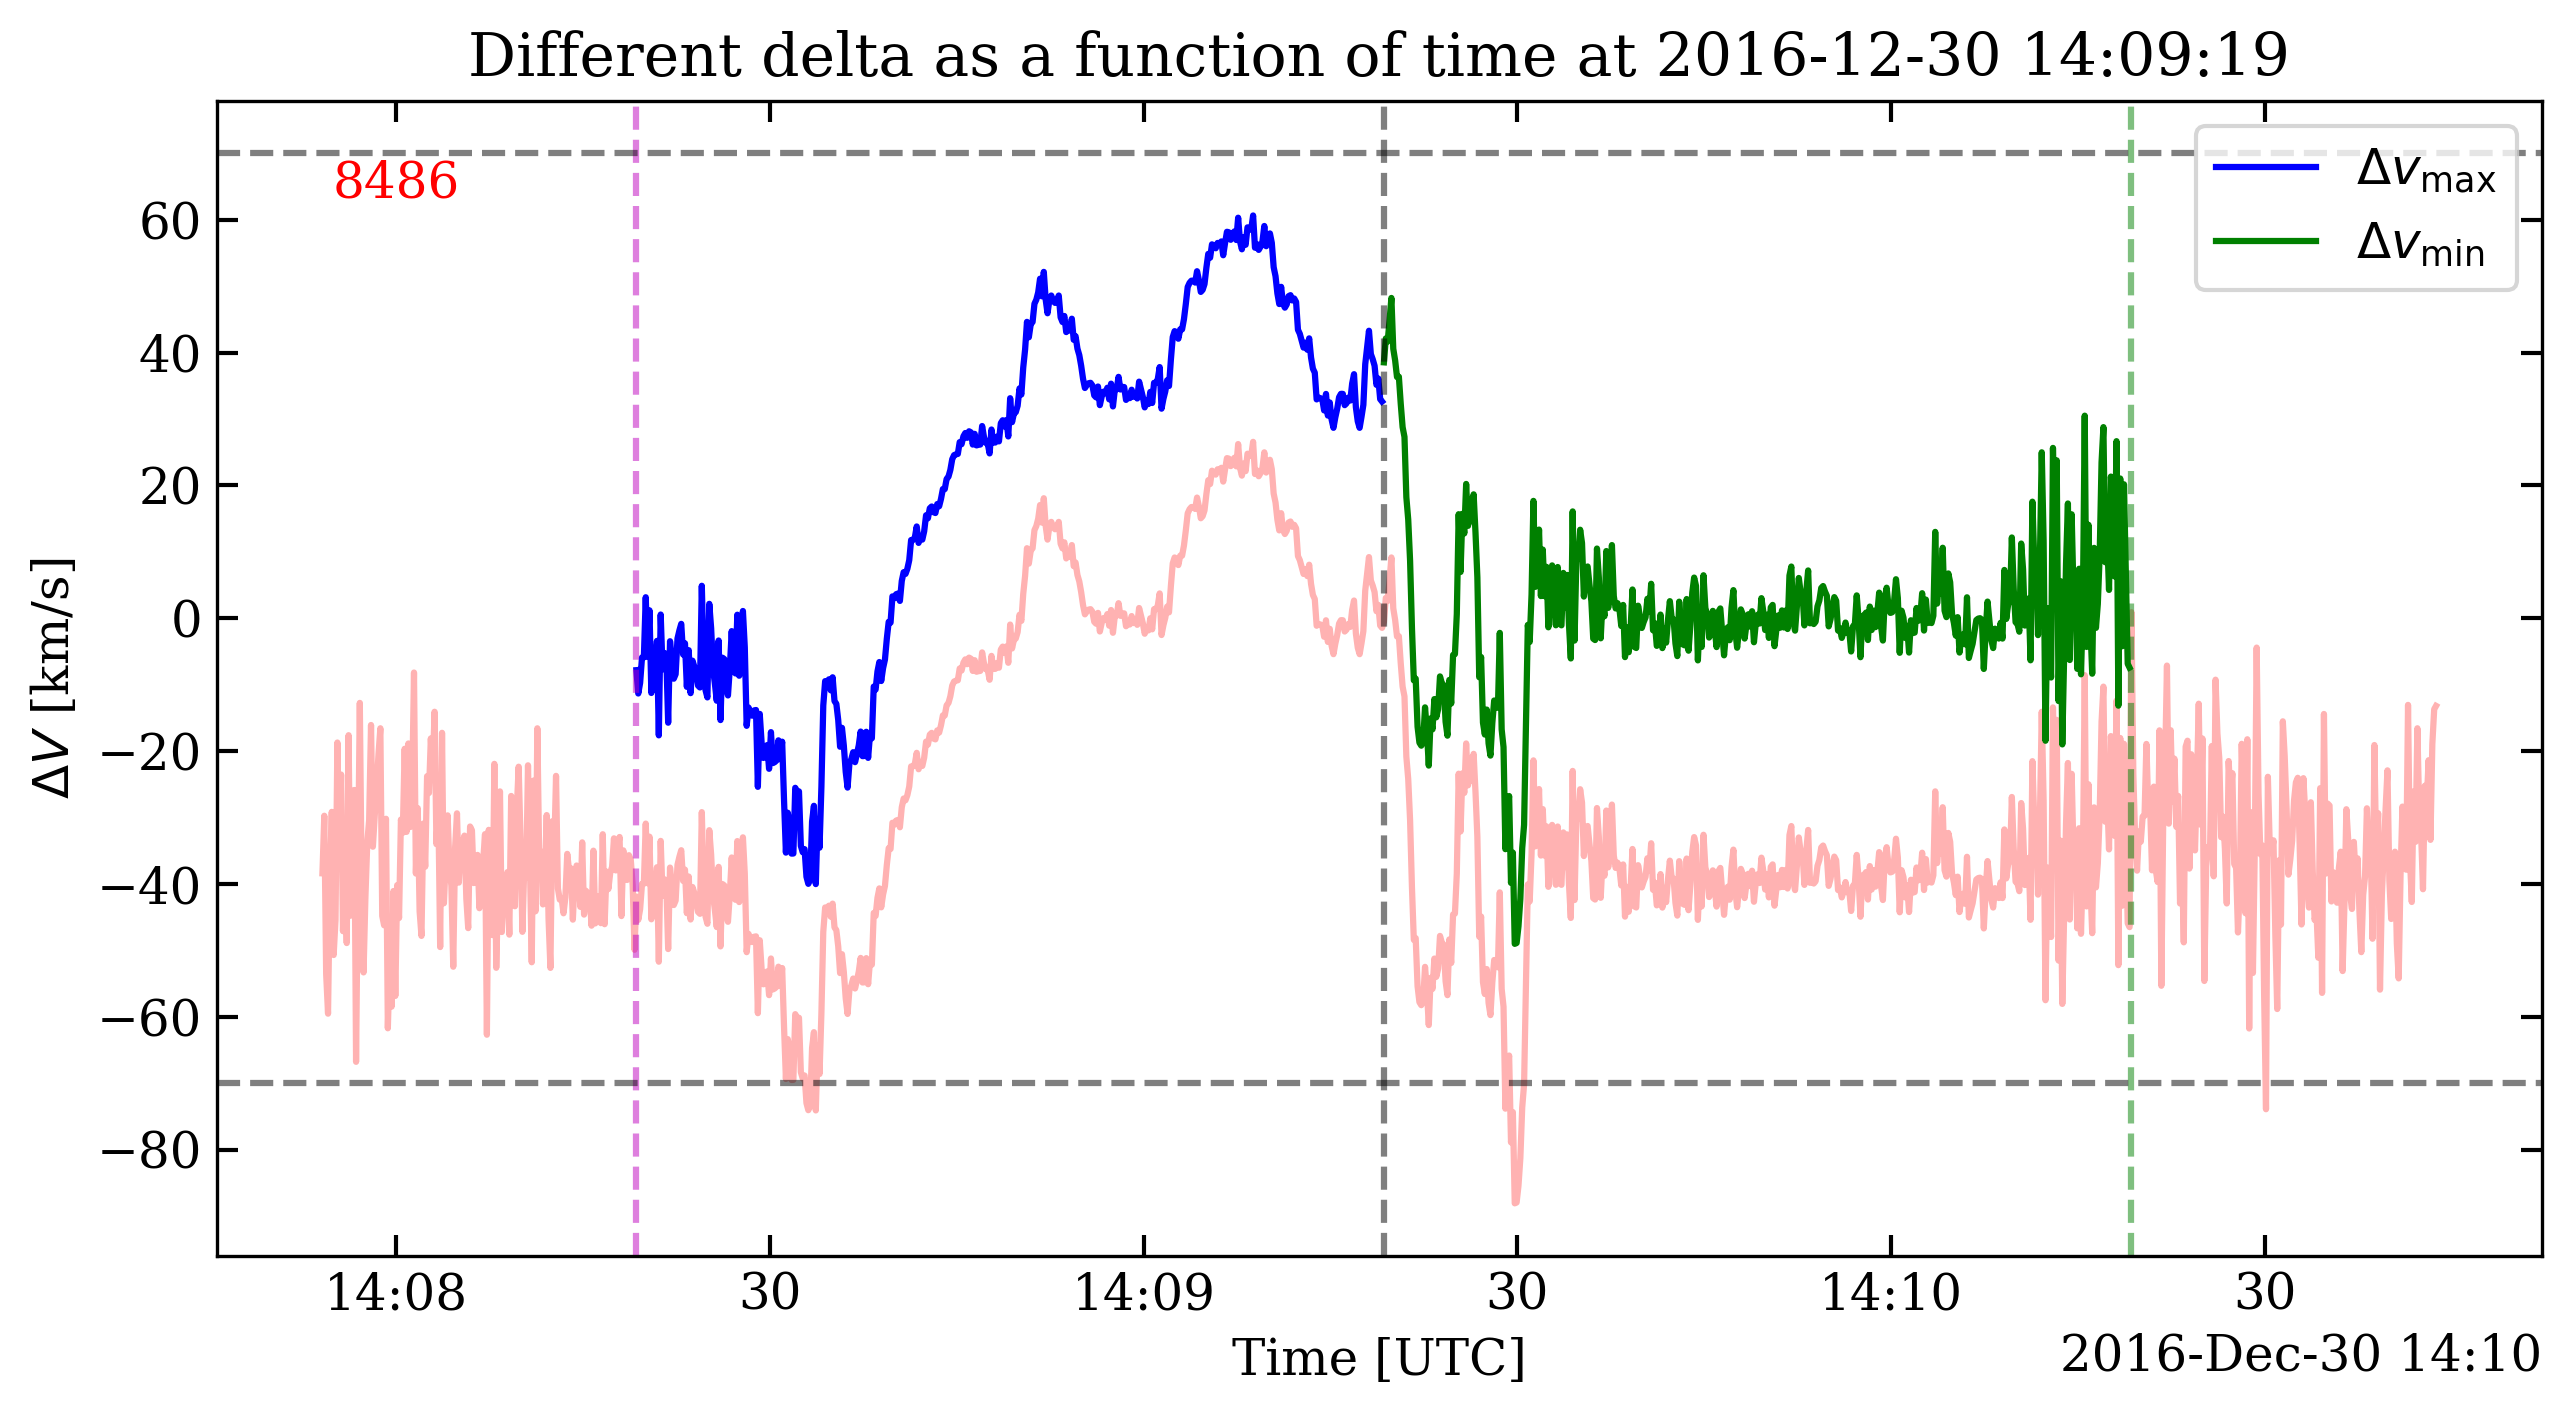 Different delta as a function of time at 2016-12-30 14:09:19
8486
Δv_max
Δv_min
60
40
20
0
−20
−40
−60
−80
ΔV [km/s]
14:08 30 14:09 30 14:10 30
Time [UTC]
2016-Dec-30 14:10